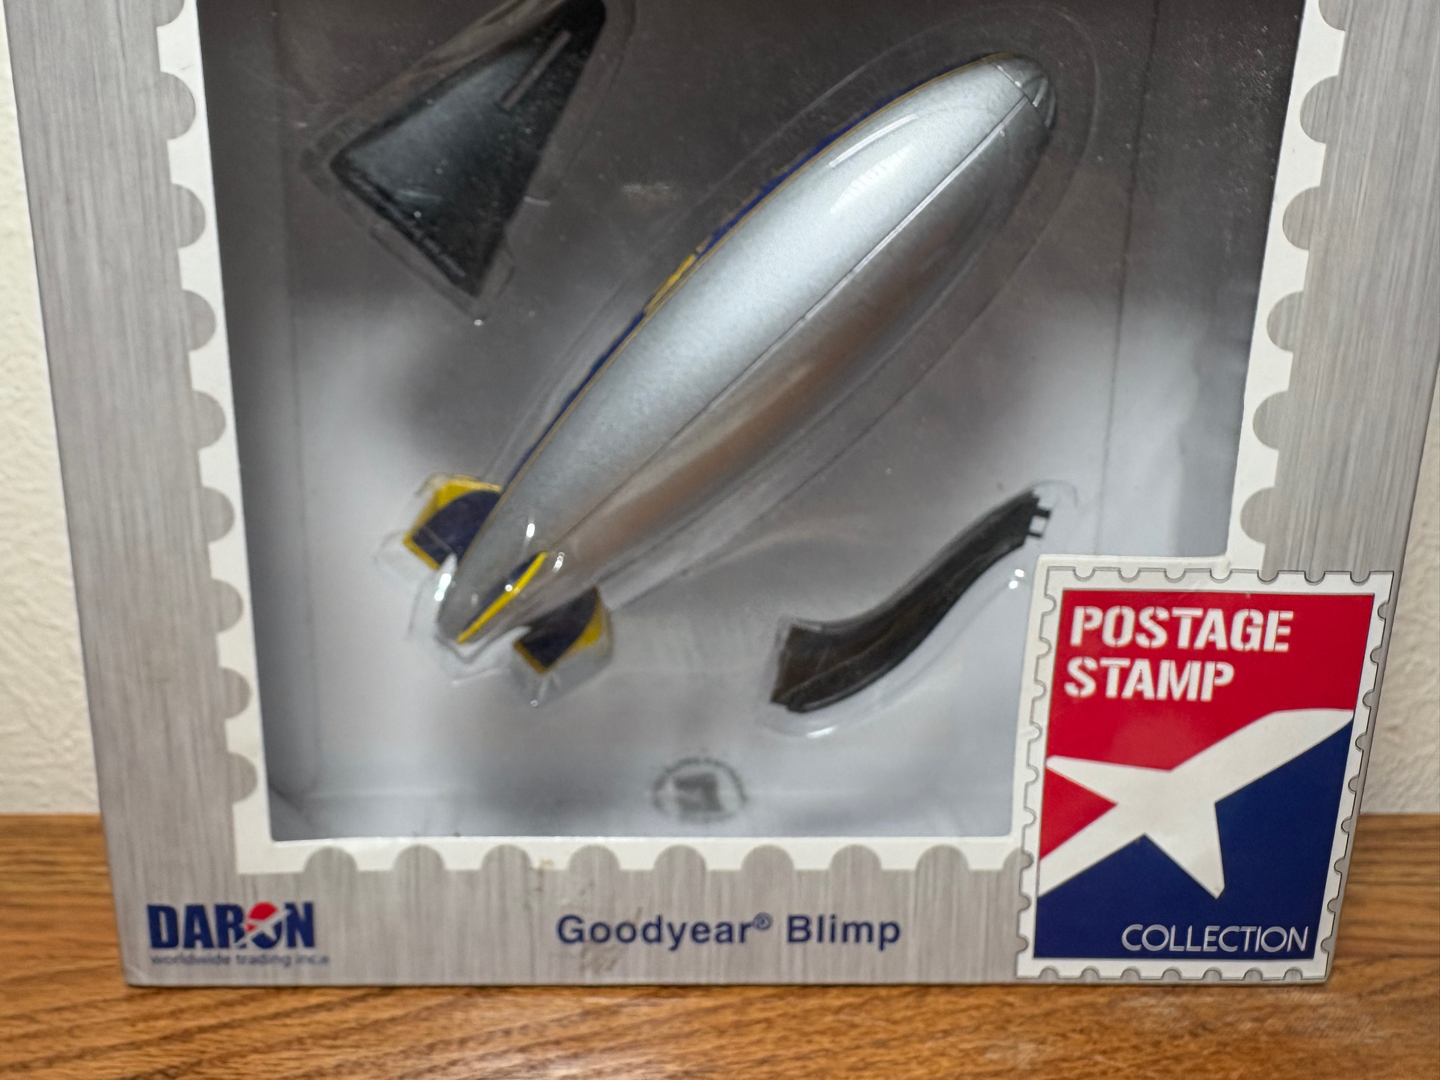 POSTAGE
STAMP
COLLECTION
DARON
worldwide trading inc.
Goodyear® Blimp